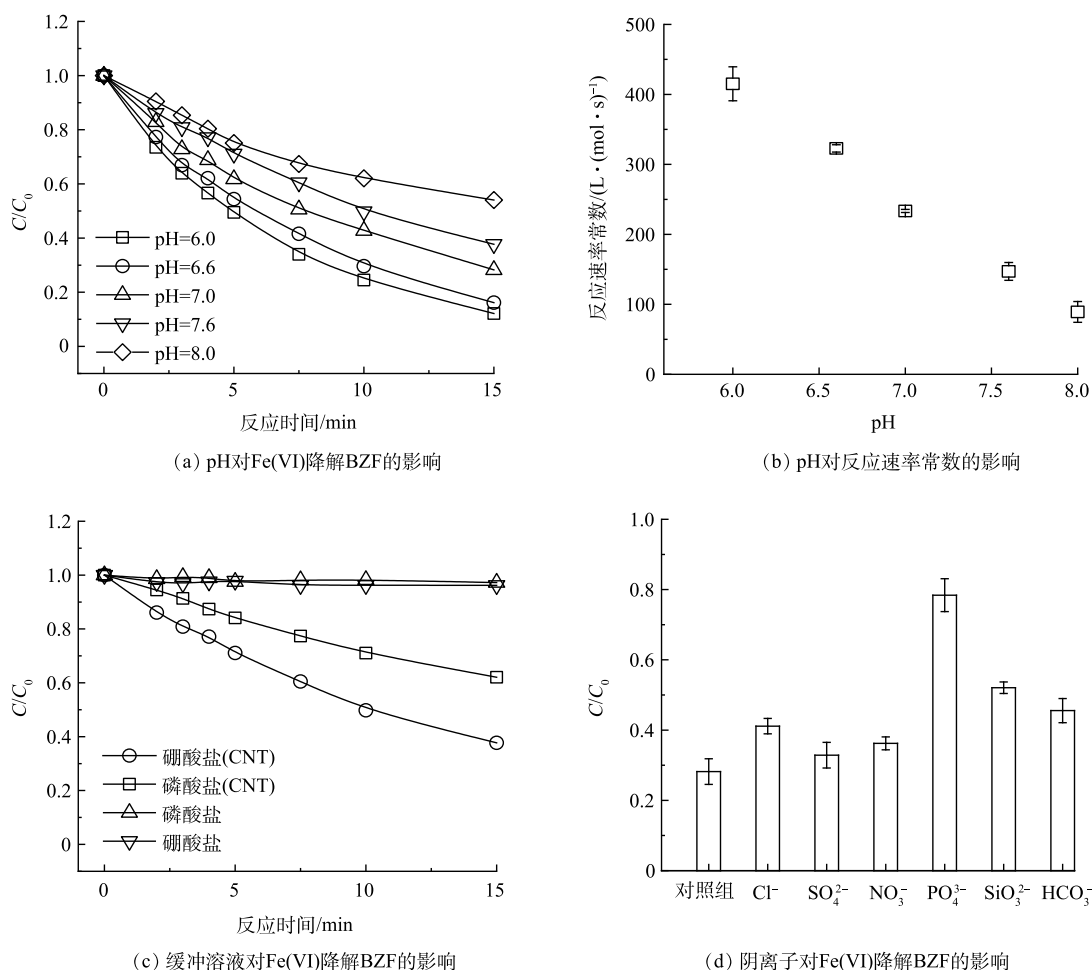 1.2
1.0
0.8
0.6
0.4
0.2
0
C/C₀
pH=6.0
pH=6.6
pH=7.0
pH=7.6
pH=8.0
0 5 10 15
反应时间/min
(a) pH对Fe(VI)降解BZF的影响
500
400
300
200
100
0
反应速率常数/(L·(mol·s)⁻¹)
6.0 6.5 7.0 7.5 8.0
pH
(b) pH对反应速率常数的影响
1.2
1.0
0.8
0.6
0.4
0.2
0
C/C₀
硼酸盐(CNT)
磷酸盐(CNT)
磷酸盐
硼酸盐
0 5 10 15
反应时间/min
(c) 缓冲溶液对Fe(VI)降解BZF的影响
1.0
0.8
0.6
0.4
0.2
0
C/C₀
对照组 Cl⁻ SO₄²⁻ NO₃⁻ PO₄³⁻ SiO₃²⁻ HCO₃⁻
(d) 阴离子对Fe(VI)降解BZF的影响